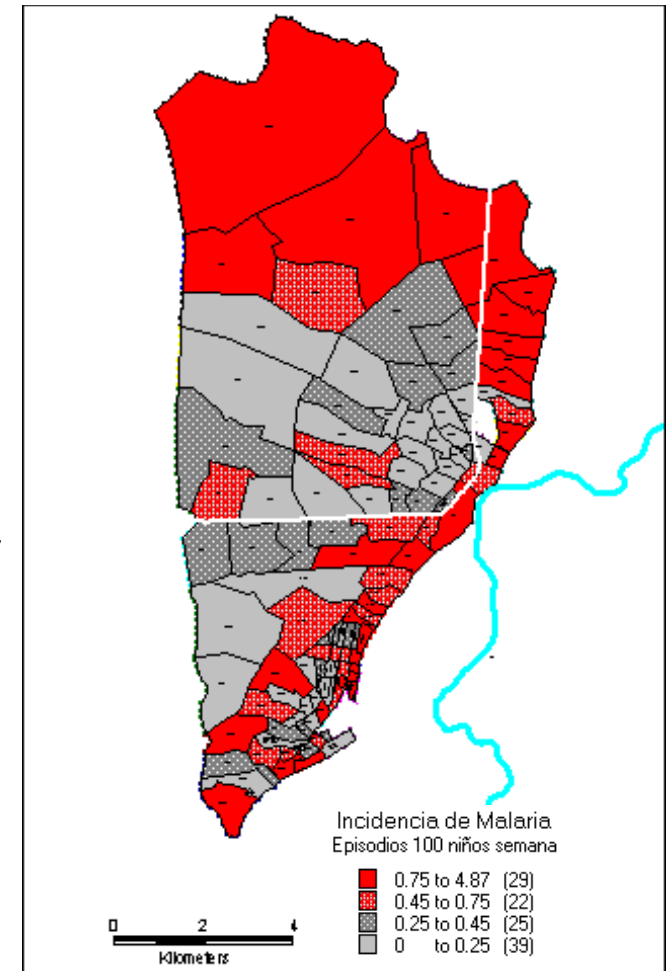 Incidencia de Malaria
Episodios 100 niños semana
0.75 to 4.87 (29)
0.45 to 0.75 (22)
0.25 to 0.45 (25)
0 to 0.25 (39)
0 2 4
Kilometers